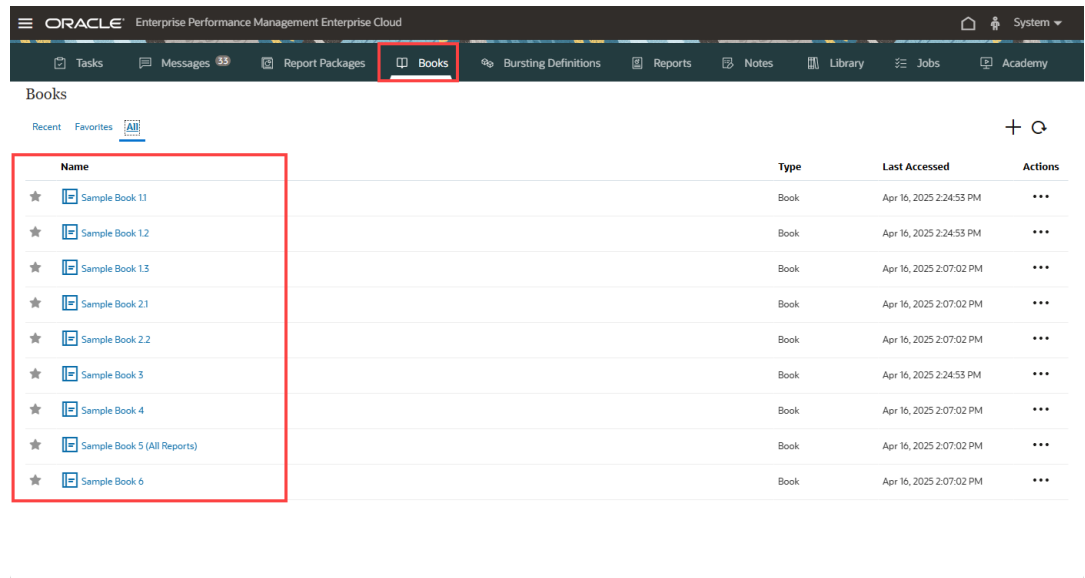 ORACLE Enterprise Performance Management Enterprise Cloud System
Tasks Messages 33 Report Packages Books Bursting Definitions Reports Notes Library Jobs Academy
Books
Recent Favorites All
Name Type Last Accessed Actions
Sample Book 1.1 Book Apr 16, 2025 2:24:53 PM
Sample Book 1.2 Book Apr 16, 2025 2:24:53 PM
Sample Book 1.3 Book Apr 16, 2025 2:07:02 PM
Sample Book 2.1 Book Apr 16, 2025 2:07:02 PM
Sample Book 2.2 Book Apr 16, 2025 2:07:02 PM
Sample Book 3 Book Apr 16, 2025 2:24:53 PM
Sample Book 4 Book Apr 16, 2025 2:07:02 PM
Sample Book 5 (All Reports) Book Apr 16, 2025 2:07:02 PM
Sample Book 6 Book Apr 16, 2025 2:07:02 PM